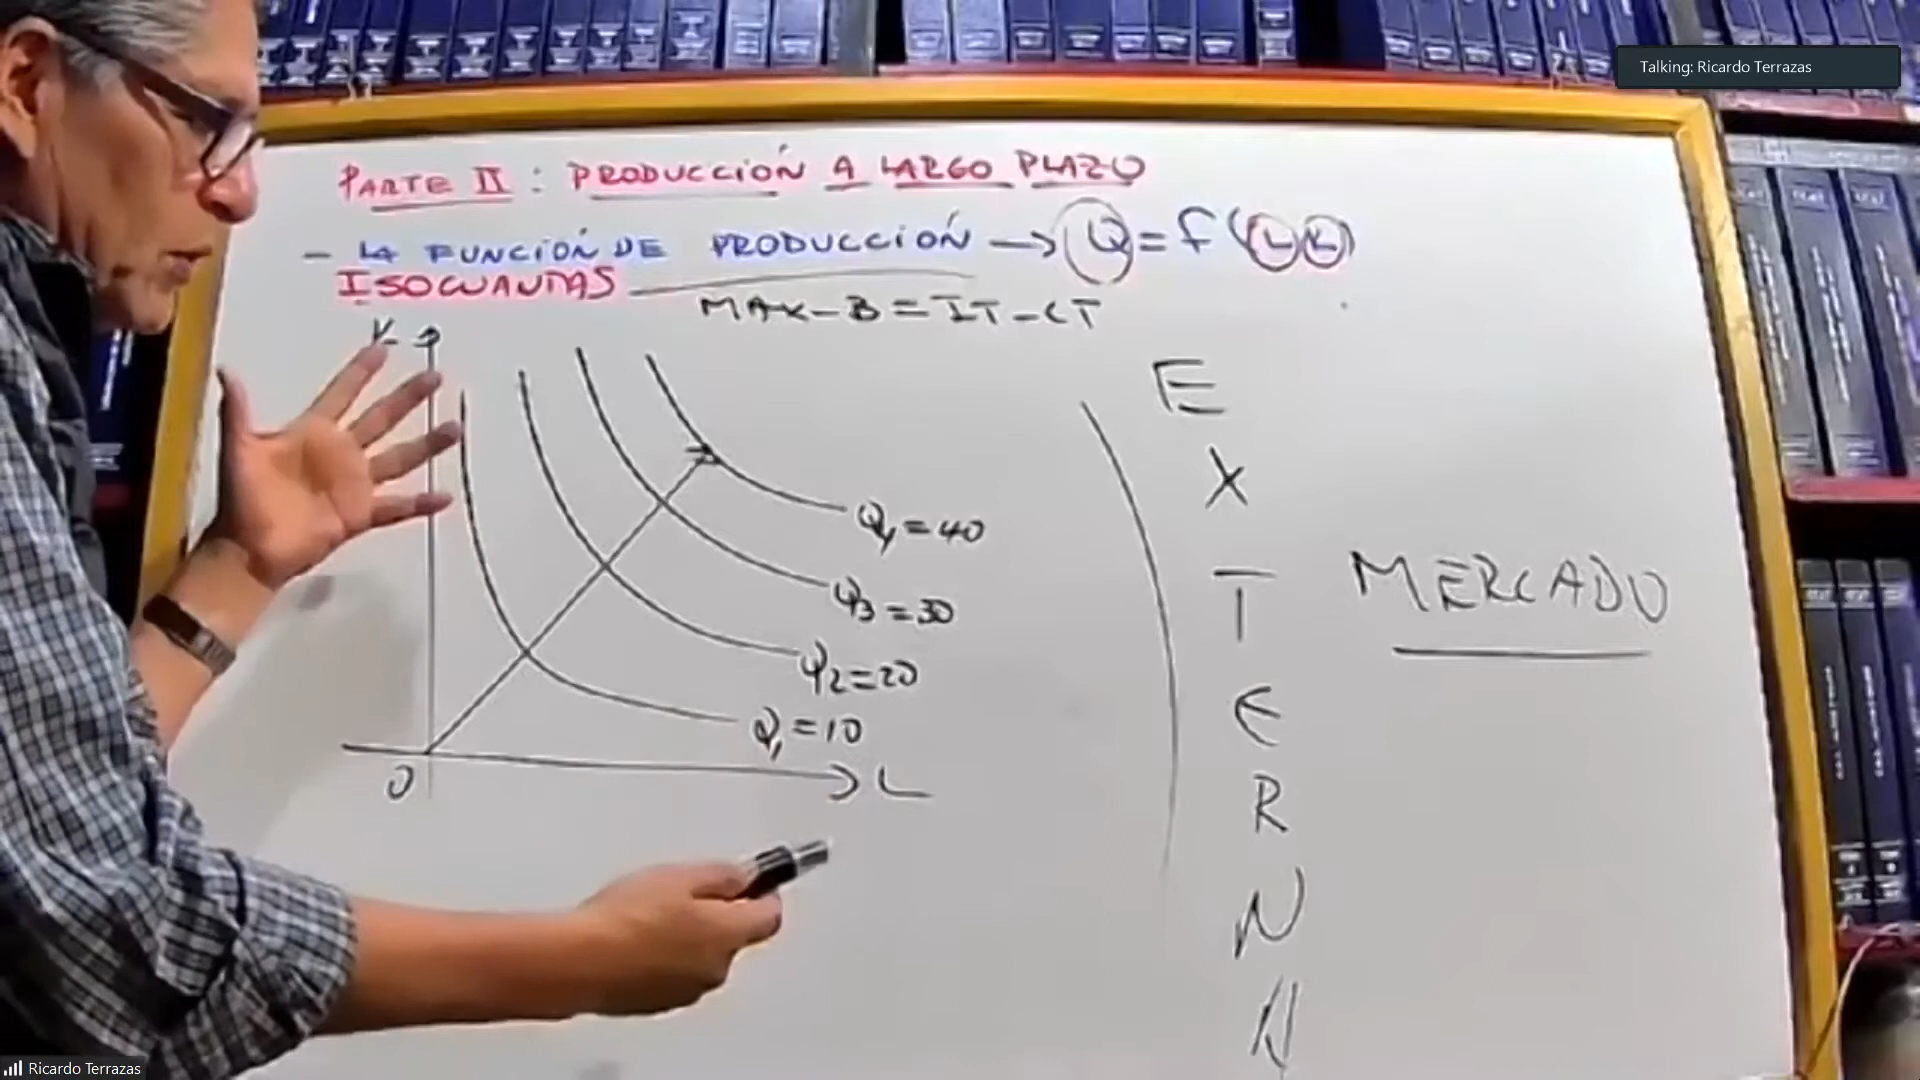 Talking: Ricardo Terrazas
PARTE II : PRODUCCIÓN A LARGO PLAZO
- LA FUNCIÓN DE PRODUCCIÓN → Q = f (L K)
ISOCUANTAS
MAX-B = IT-CT
K
Q4 = 40
Q3 = 30
Q2 = 20
Q1 = 10
0
L
E
X
T
E
R
N
MERCADO
Ricardo Terrazas